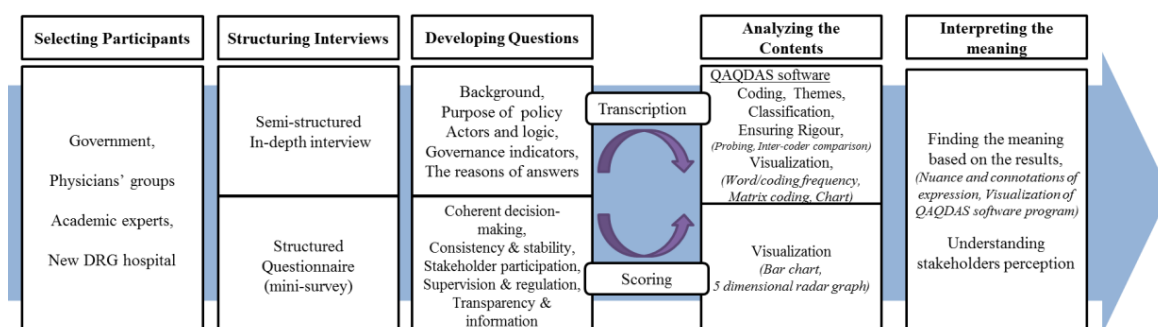 Selecting Participants
Government,
Physicians' groups
Academic experts,
New DRG hospital
Structuring Interviews
Semi-structured
In-depth interview
Structured
Questionnaire
(mini-survey)
Developing Questions
Background,
Purpose of policy
Actors and logic,
Governance indicators,
The reasons of answers
Coherent decision-
making,
Consistency & stability,
Stakeholder participation,
Supervision & regulation,
Transparency &
information
Transcription
Scoring
Analyzing the
Contents
QAQDAS software
Coding, Themes,
Classification,
Ensuring Rigour,
(Probing, Inter-coder comparison)
Visualization,
(Word/coding frequency,
Matrix coding, Chart)
Visualization
(Bar chart,
5 dimensional radar graph)
Interpreting the
meaning
Finding the meaning
based on the results,
(Nuance and connotations of
expression, Visualization of
QAQDAS software program)
Understanding
stakeholders perception